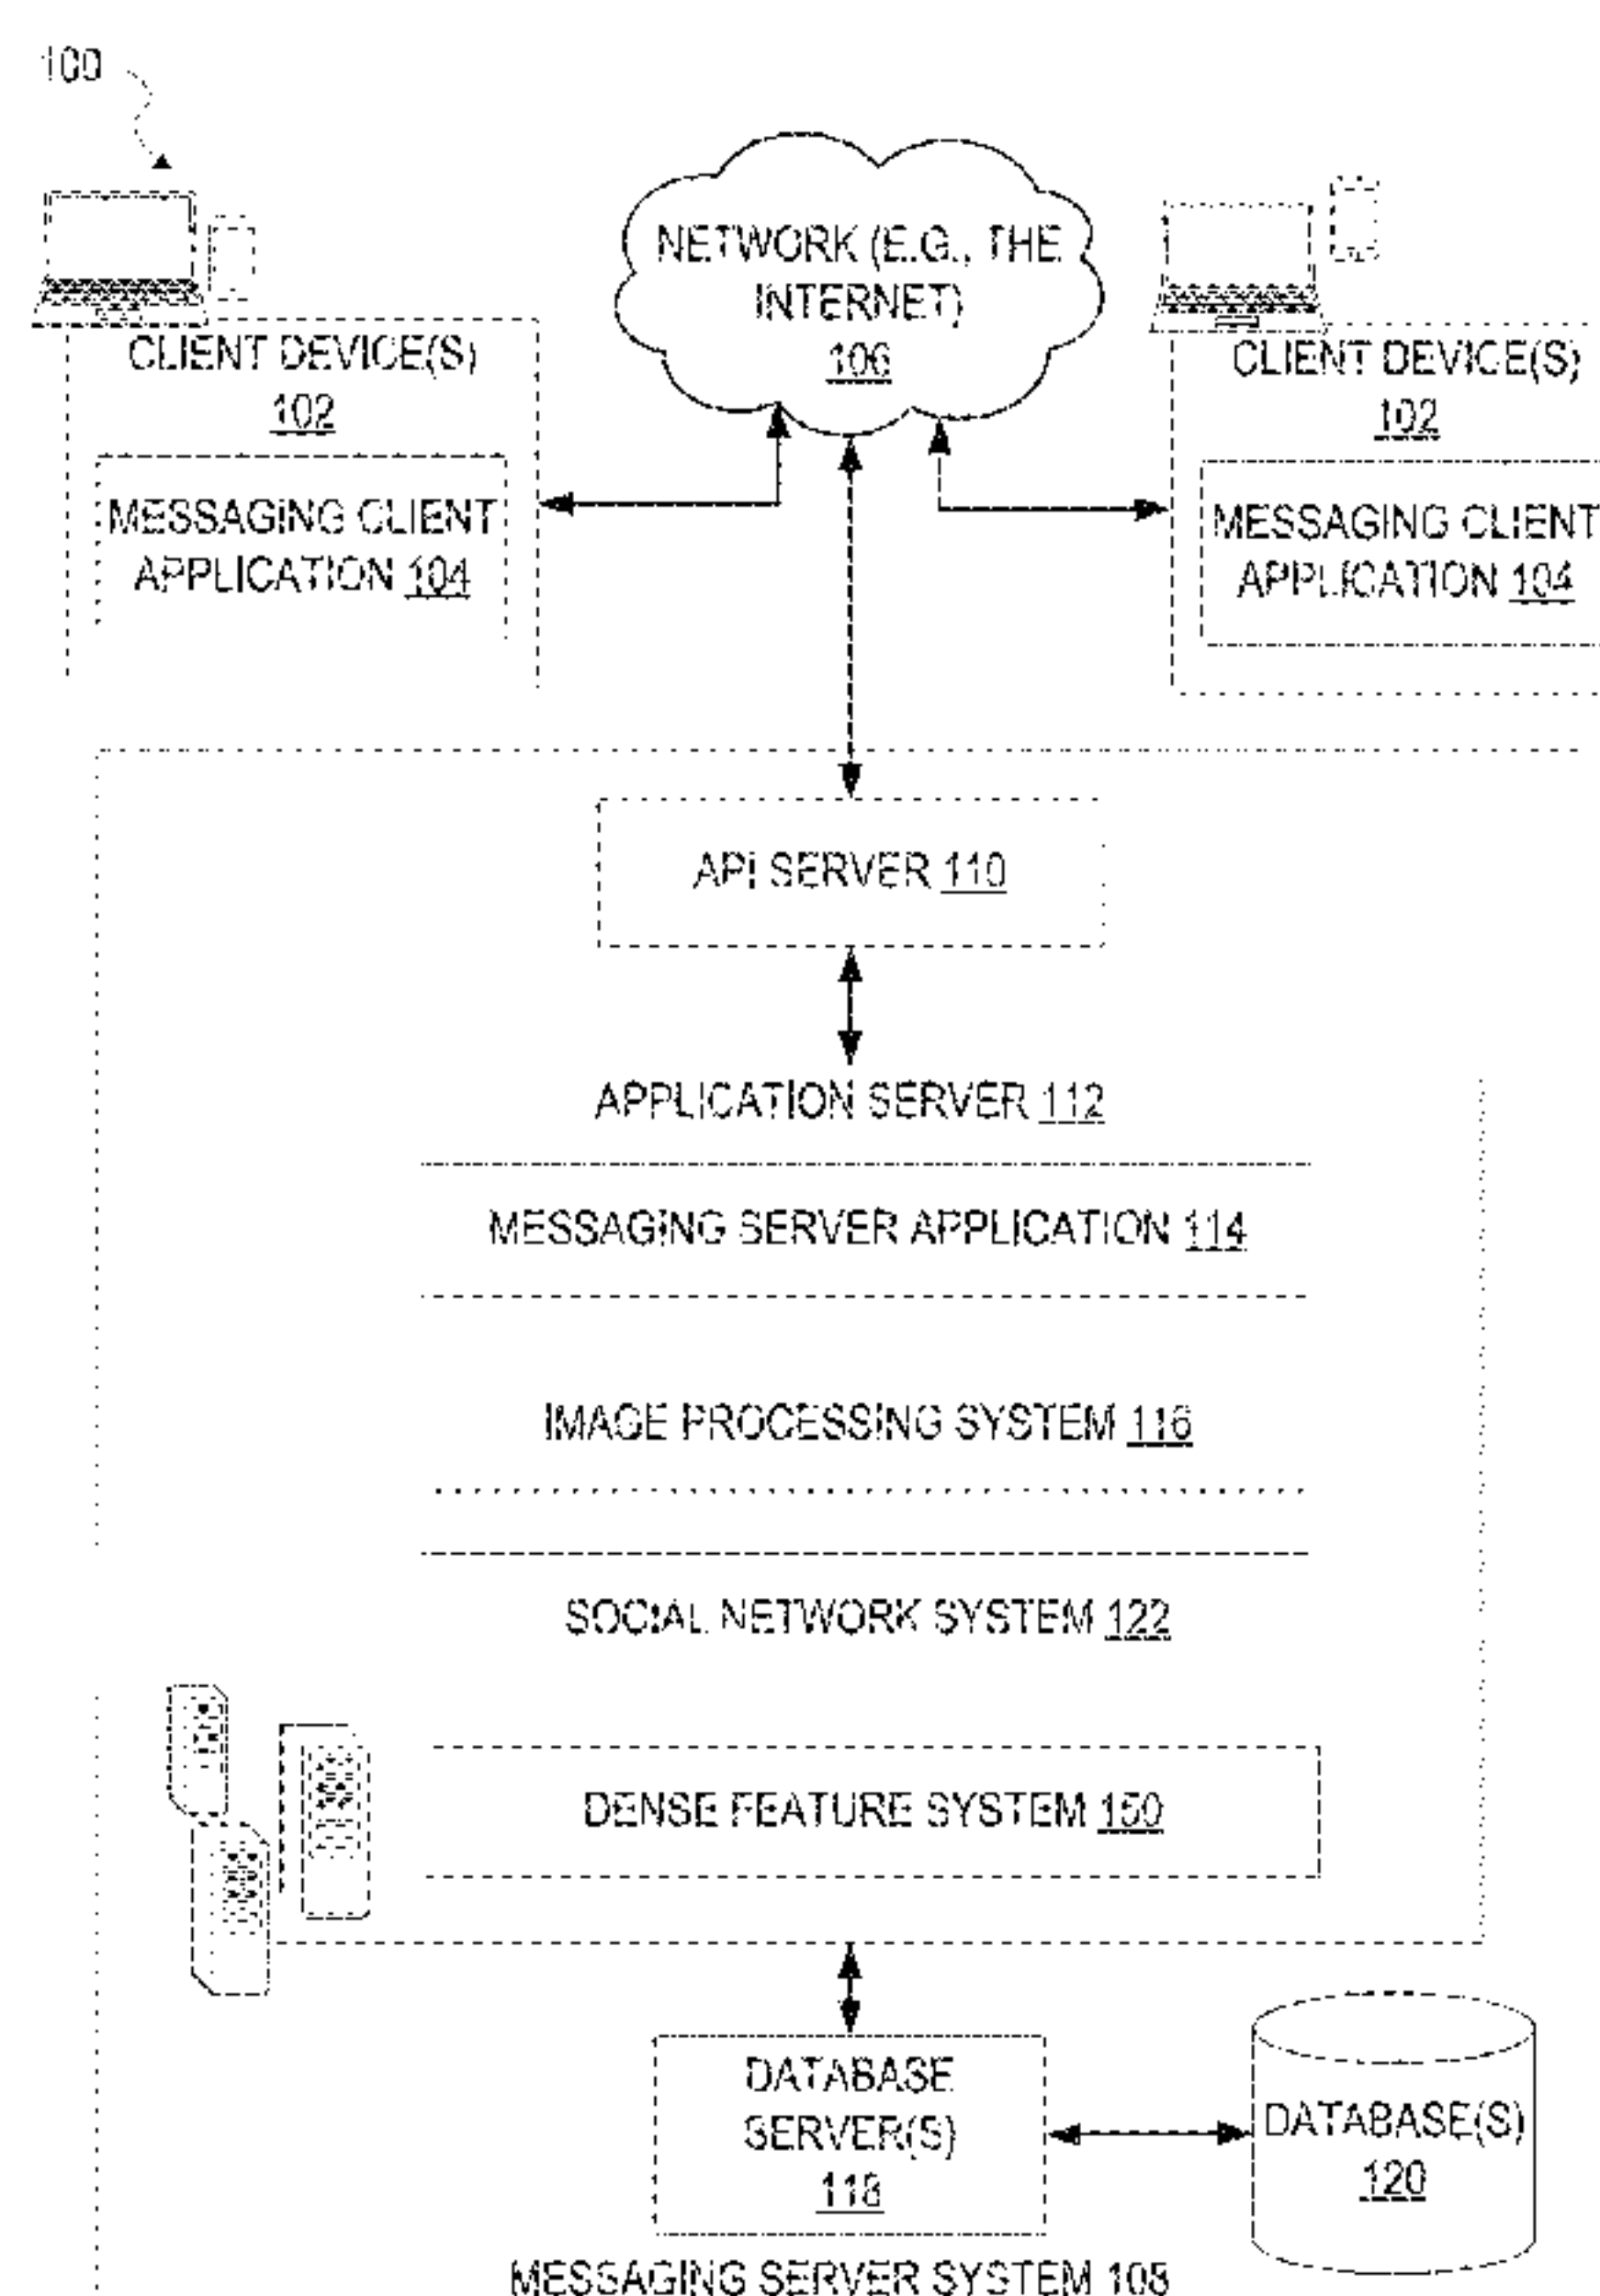 100
NETWORK (E.G., THE
INTERNET)
106
CLIENT DEVICE(S)
102
MESSAGING CLIENT
APPLICATION 104
CLIENT DEVICE(S)
102
MESSAGING CLIENT
APPLICATION 104
API SERVER 110
APPLICATION SERVER 112
MESSAGING SERVER APPLICATION 114
IMAGE PROCESSING SYSTEM 116
SOCIAL NETWORK SYSTEM 122
DENSE FEATURE SYSTEM 150
DATABASE
SERVER(S)
118
DATABASE(S)
120
MESSAGING SERVER SYSTEM 108